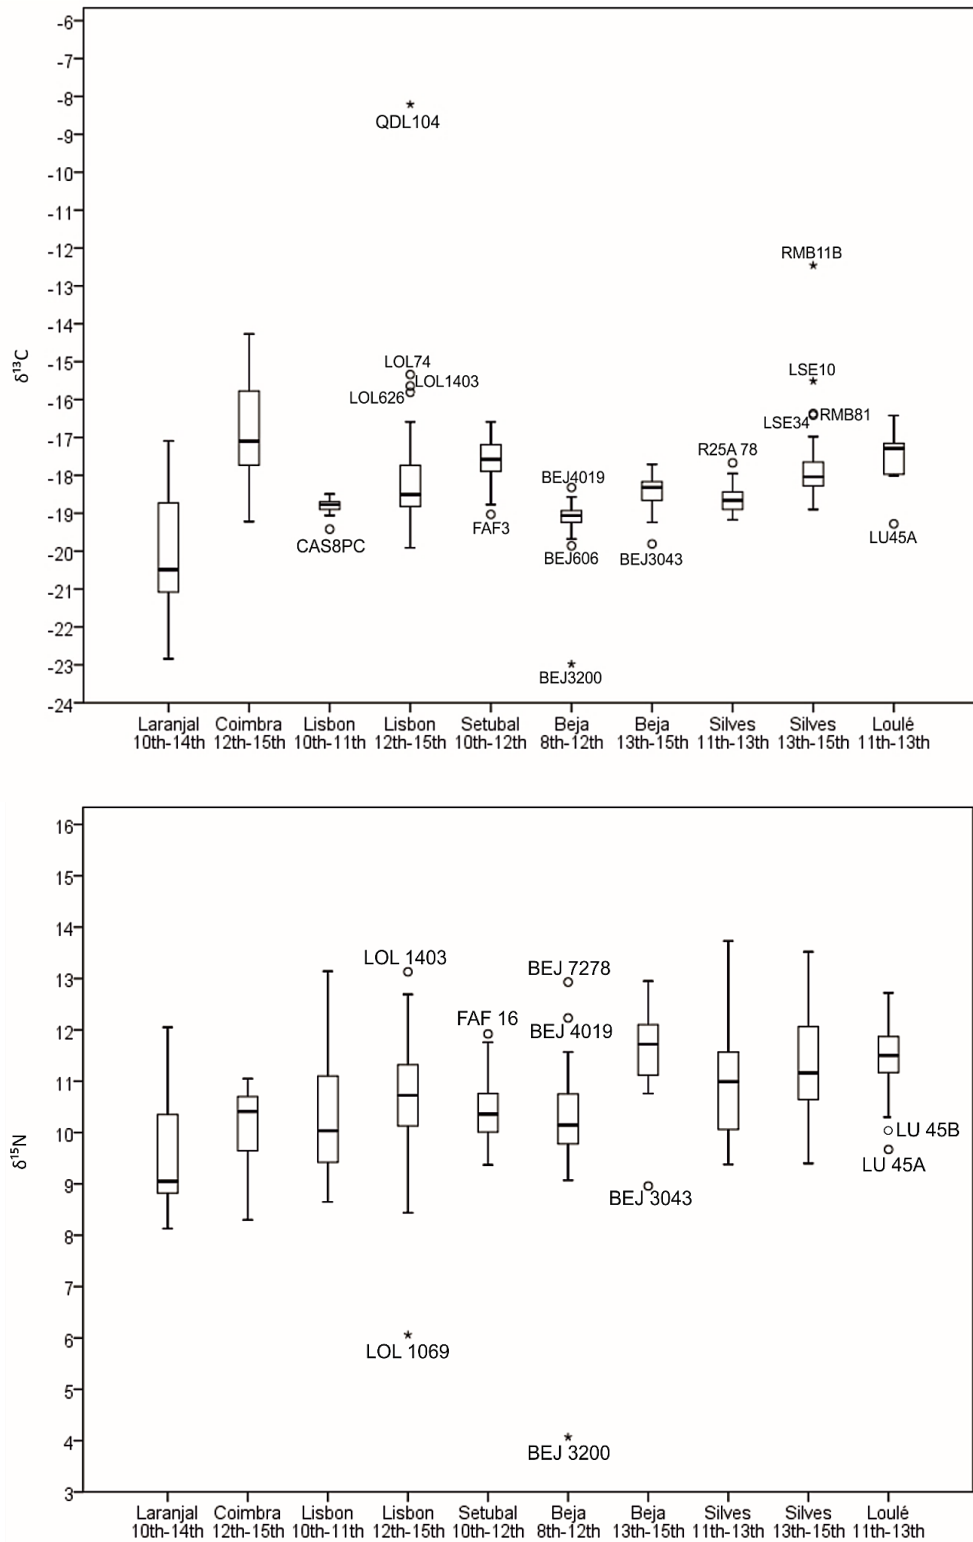 -6
-7
-8
QDL104
-9
-10
-11
-12
RMB11B
-13
-14
-15
LOL74
LSE10
δ¹³C
LOL1403
LOL626
-16
LSE34
RMB81
-17
R25A 78
-18
BEJ4019
-19
FAF3
CAS8PC
BEJ606
BEJ3043
LU45A
-20
-21
-22
-23
BEJ3200
-24
Laranjal Coimbra Lisbon Lisbon Setubal Beja Beja Silves Silves Loulé
10th-14th 12th-15th 10th-11th 12th-15th 10th-12th 8th-12th 13th-15th 11th-13th 13th-15th 11th-13th
16
15
14
LOL 1403
BEJ 7278
13
FAF 16
BEJ 4019
12
11
10
LU 45B
LU 45A
δ¹⁵N
9
BEJ 3043
8
7
6
LOL 1069
5
4
BEJ 3200
3
Laranjal Coimbra Lisbon Lisbon Setubal Beja Beja Silves Silves Loulé
10th-14th 12th-15th 10th-11th 12th-15th 10th-12th 8th-12th 13th-15th 11th-13th 13th-15th 11th-13th